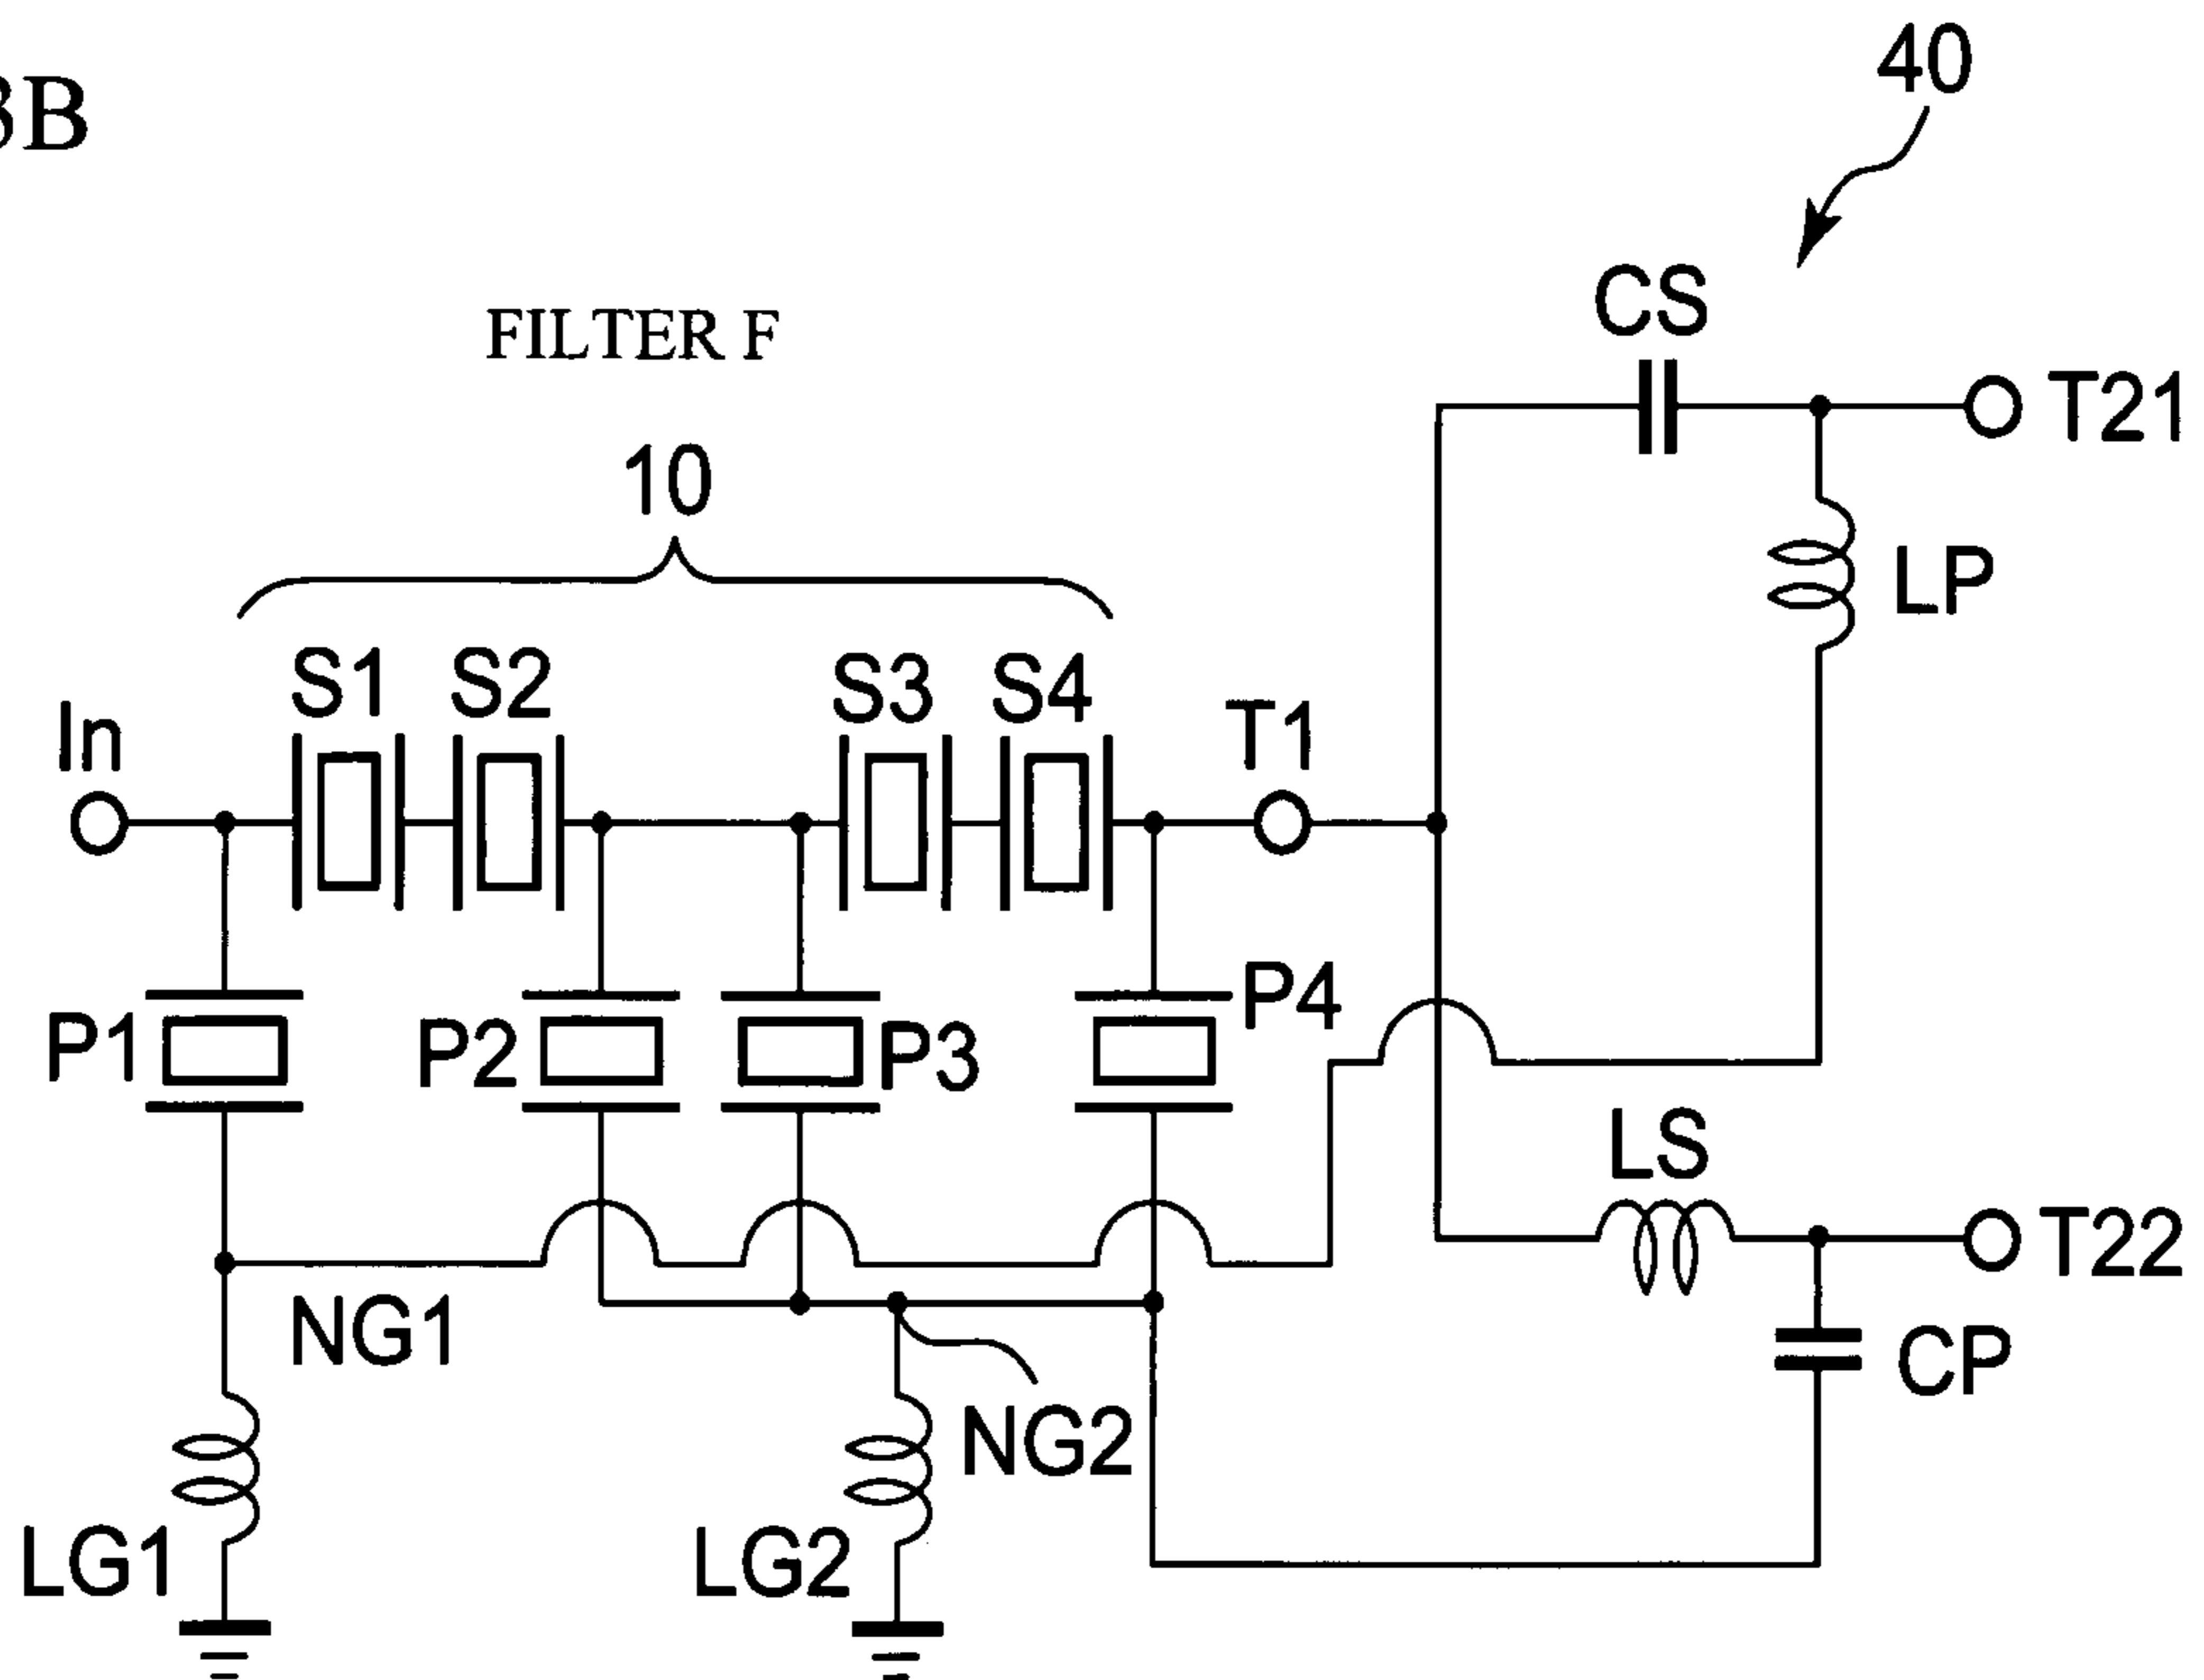 3B
40
FILTER F
CS
T21
10
LP
S1 S2 S3 S4
In T1
P1 P2 P3 P4
LS
T22
NG1
CP
NG2
LG1 LG2